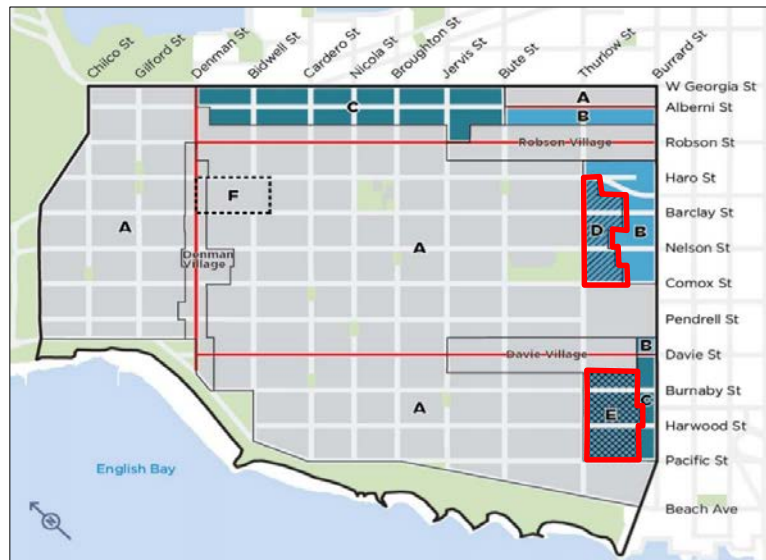 Chilco St
Gilford St
Denman St
Bidwell St
Cardero St
Nicola St
Broughton St
Jervis St
Bute St
Thurlow St
Burrard St
W Georgia St
A
C
Alberni St
B
Robson Village
Robson St
Haro St
F
Barclay St
A
D
B
Denman
Village
A
Nelson St
Comox St
Pendrell St
B
Davie Village
Davie St
Burnaby St
C
A
E
Harwood St
English Bay
Pacific St
Beach Ave